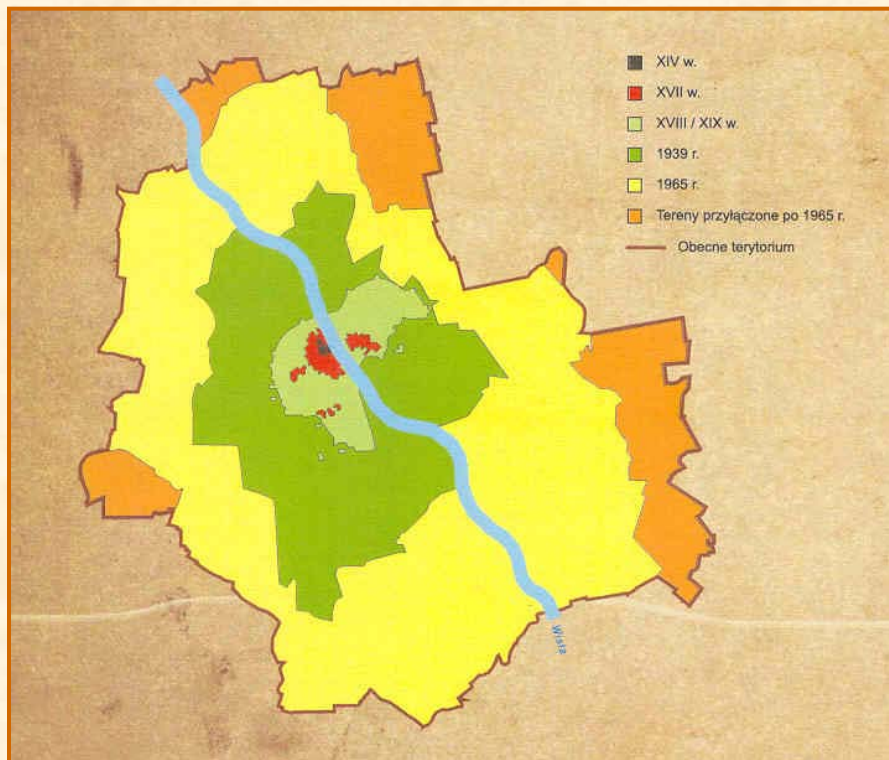 XIV w.
XVII w.
XVIII / XIX w.
1939 r.
1965 r.
Tereny przyłączone po 1965 r.
Obecne terytorium
Wisła